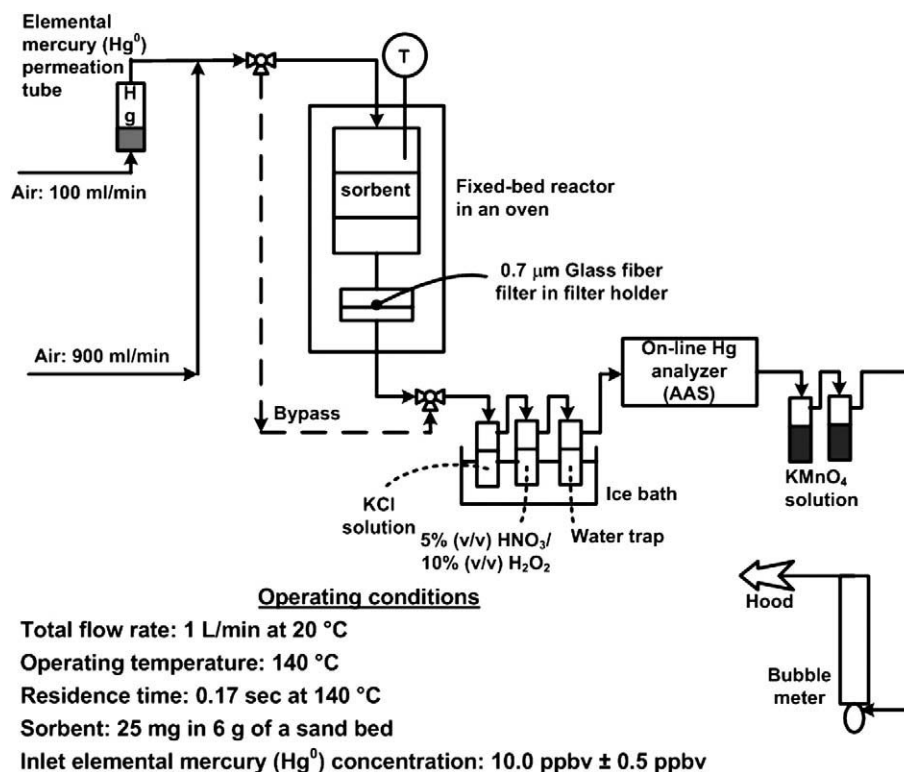 Elemental
mercury (Hg⁰)
permeation
tube
H
g
Air: 100 ml/min
T
sorbent
Fixed-bed reactor
in an oven
0.7 μm Glass fiber
filter in filter holder
Air: 900 ml/min
Bypass
On-line Hg
analyzer
(AAS)
KCl
solution
5% (v/v) HNO₃/
10% (v/v) H₂O₂
Water trap
Ice bath
KMnO₄
solution
Hood
Bubble
meter
Operating conditions
Total flow rate: 1 L/min at 20 °C
Operating temperature: 140 °C
Residence time: 0.17 sec at 140 °C
Sorbent: 25 mg in 6 g of a sand bed
Inlet elemental mercury (Hg⁰) concentration: 10.0 ppbv ± 0.5 ppbv